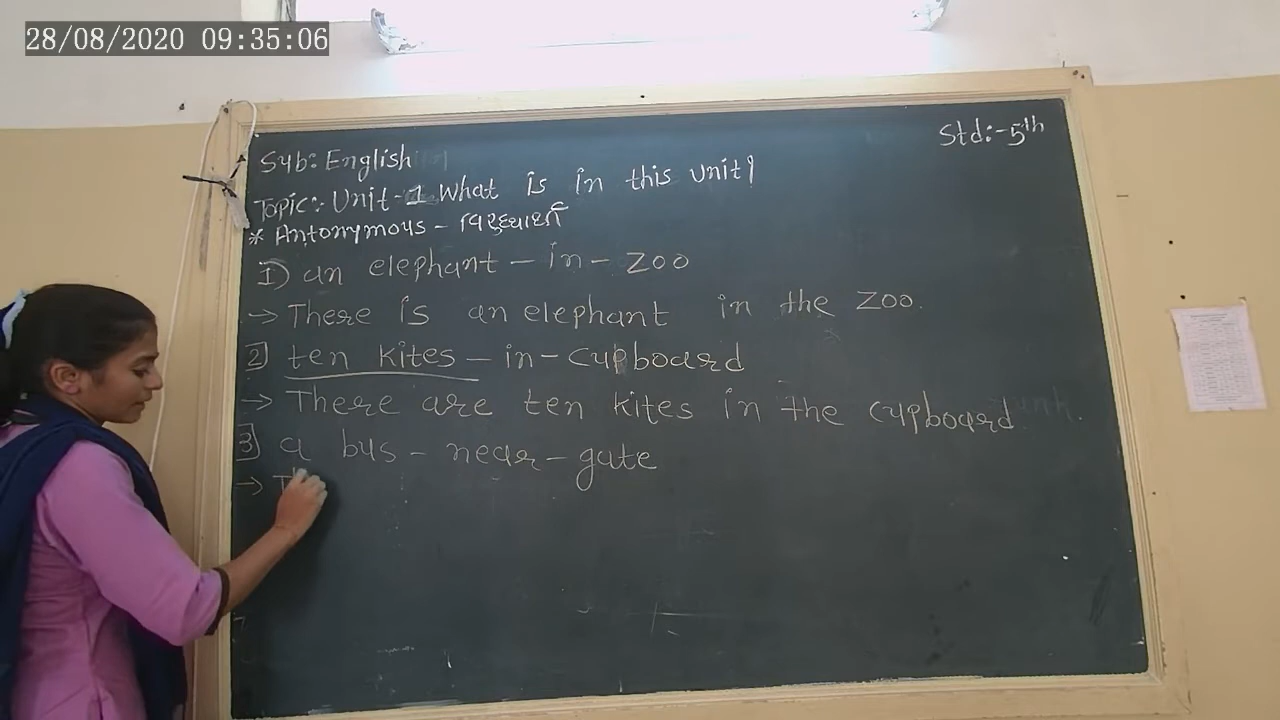 28/08/2020 09:35:06
Std:-5th
Sub: English
Topic:- Unit-1 What is in this unit?
* Antonymous - વિરુદ્ધાર્થી
1) an elephant - in - zoo
→ There is an elephant in the zoo.
2] ten kites - in - cupboard
→ There are ten kites in the cupboard
3] a bus - near - gate
→ Th